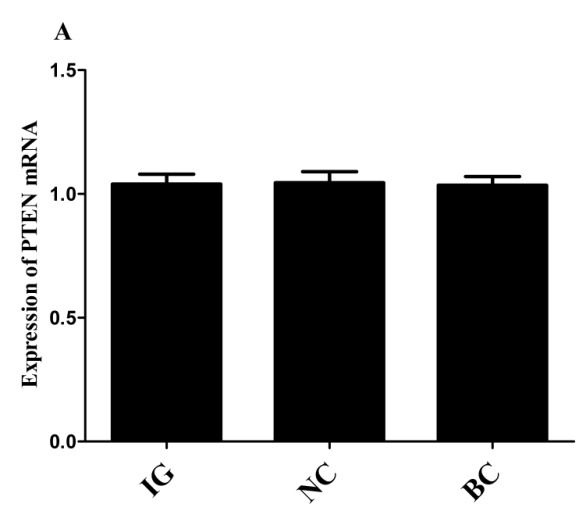 A
Expression of PTEN mRNA
1.5
1.0
0.5
0.0
IG
NC
BC